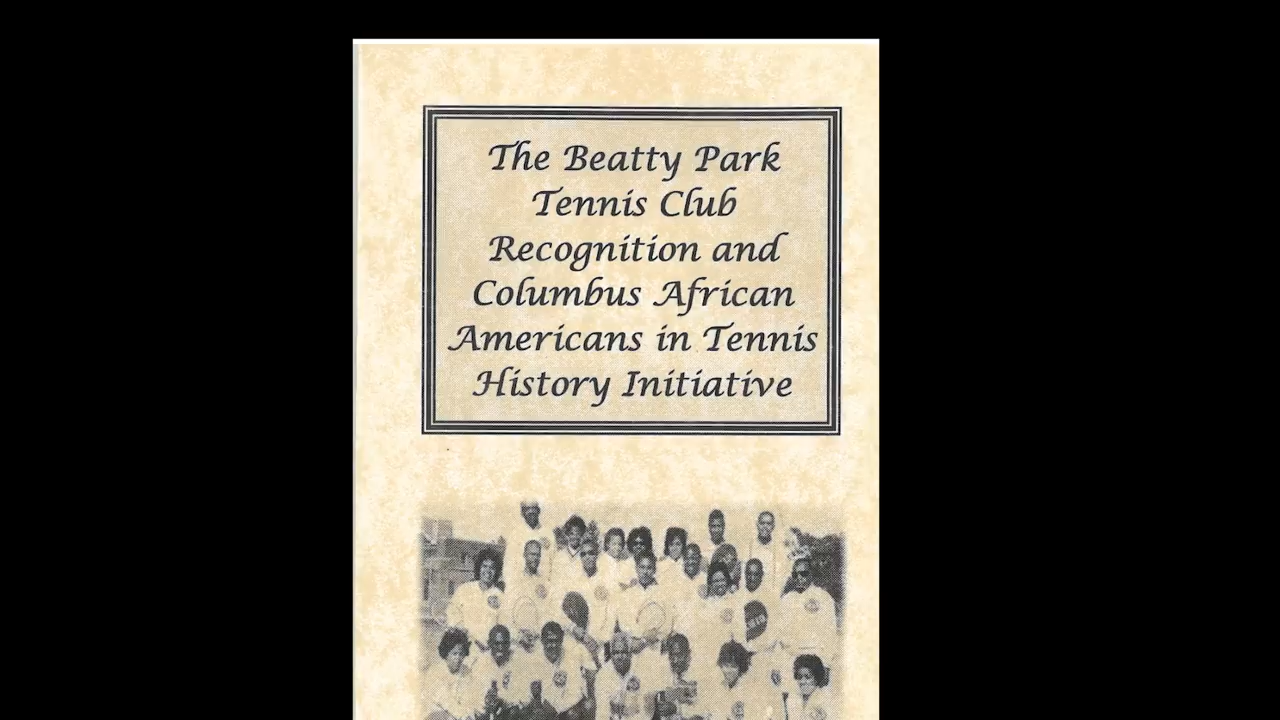 The Beatty Park
Tennis Club
Recognition and
Columbus African
Americans in Tennis
History Initiative